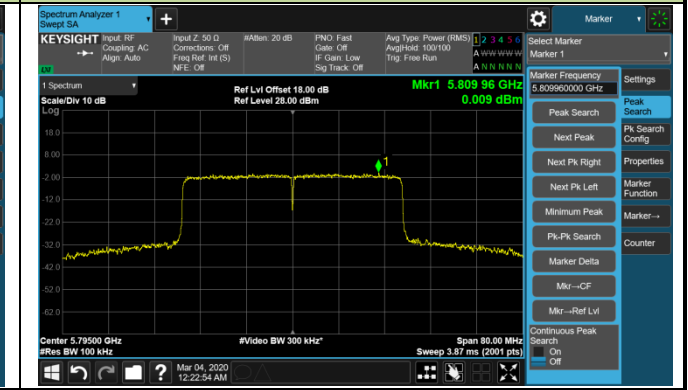 Spectrum Analyzer 1
Swept SA
+
Marker
KEYSIGHT
Input: RF
Coupling: AC
Align: Auto
Input Z: 50 Ω
Corrections: Off
Freq Ref: Int (S)
NFE: Off
#Atten: 20 dB
PNO: Fast
Gate: Off
IF Gain: Low
Sig Track: Off
Avg Type: Power (RMS)
Avg|Hold: 100/100
Trig: Free Run
1 2 3 4 5 6
A W W W W W
A N N N N N
Select Marker
Marker 1
1 Spectrum
Scale/Div 10 dB
Log
Ref Lvl Offset 18.00 dB
Ref Level 28.00 dBm
Mkr1 5.809 96 GHz
0.009 dBm
18.0
8.00
-2.00
-12.0
-22.0
-32.0
-42.0
-52.0
-62.0
1
Center 5.79500 GHz
#Res BW 100 kHz
#Video BW 300 kHz*
Span 80.00 MHz
Sweep 3.87 ms (2001 pts)
Marker Frequency
5.809960000 GHz
Peak Search
Next Peak
Next Pk Right
Next Pk Left
Minimum Peak
Pk-Pk Search
Marker Delta
Mkr→CF
Mkr→Ref Lvl
Continuous Peak
Search
On
Off
Settings
Peak
Search
Pk Search
Config
Properties
Marker
Function
Marker→
Counter
?
Mar 04, 2020
12:22:54 AM